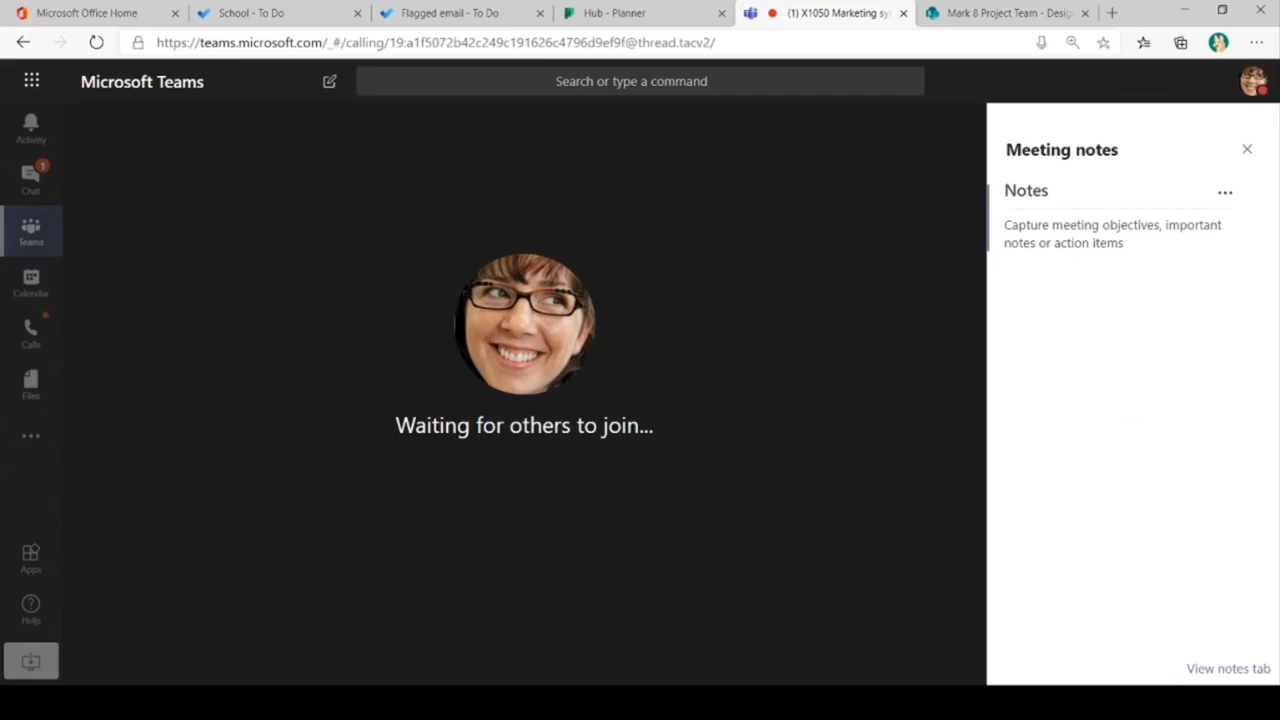 Microsoft Office Home
School - To Do
Flagged email - To Do
Hub - Planner
(1) X1050 Marketing sy
Mark 8 Project Team - Desig
https://teams.microsoft.com/_#/calling/19:a1f5072b42c249c191626c4796d9ef9f@thread.tacv2/
Microsoft Teams
Search or type a command
Activity
1
Chat
Teams
Calendar
Calls
Files
Apps
Help
Waiting for others to join...
Meeting notes
Notes
Capture meeting objectives, important
notes or action items
View notes tab